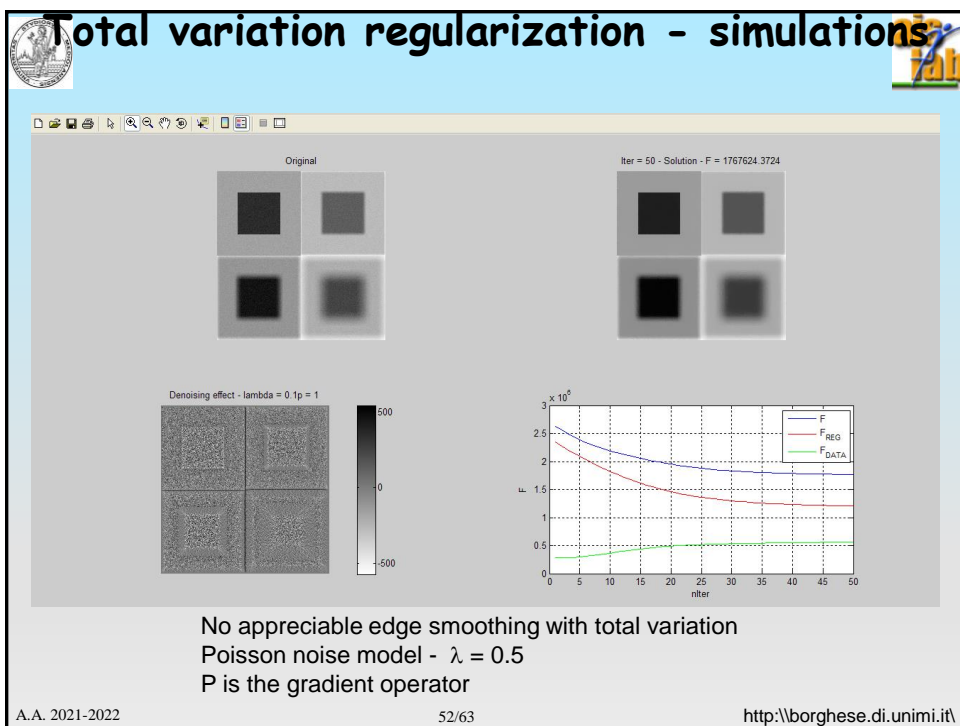 Total variation regularization - simulations
Original
Iter = 50 - Solution - F = 1767624.3724
Denoising effect - lambda = 0.1p = 1
500
0
-500
x 10⁶
3
2.5
2
1.5
1
0.5
0
F
F
F_REG
F_DATA
0 5 10 15 20 25 30 35 40 45 50
nIter
No appreciable edge smoothing with total variation
Poisson noise model - λ = 0.5
P is the gradient operator
A.A. 2021-2022
52/63
http:\\borghese.di.unimi.it\